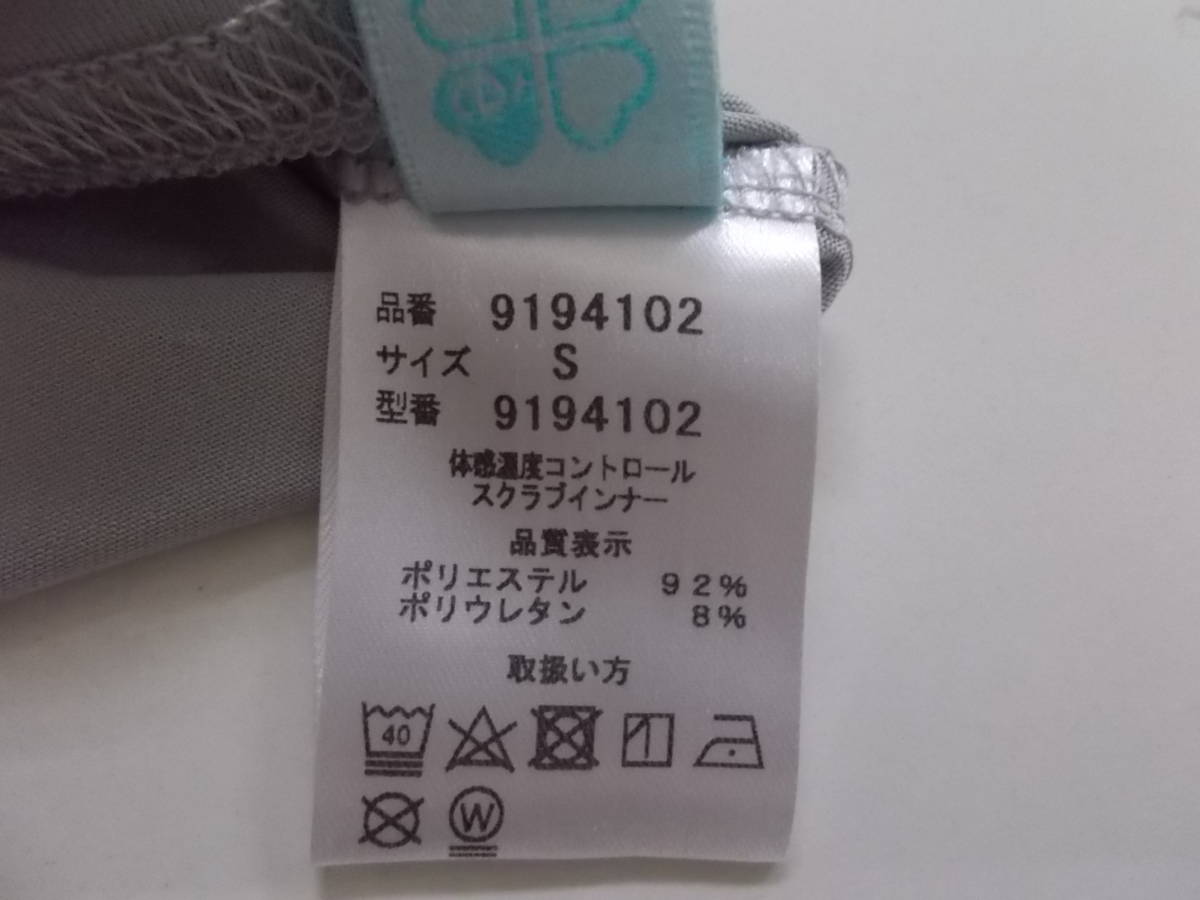 品番 9194102
サイズ S
型番 9194102
体感温度コントロール
スクラブインナー
品質表示
ポリエステル 92%
ポリウレタン 8%
取扱い方
40
W